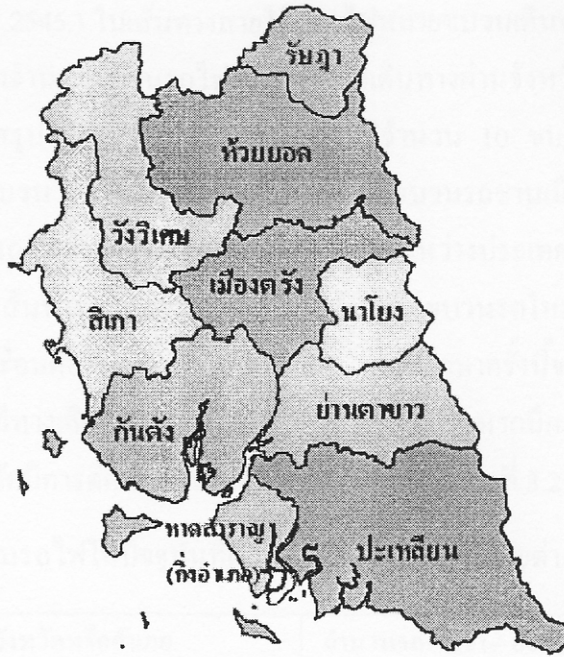 รัษฎา
ห้วยยอด
วังวิเศษ
เมืองตรัง
สิเกา
นาโยง
ย่านตาขาว
กันตัง
หาดสำราญ
(กิ่งอำเภอ)
ปะเหลียน